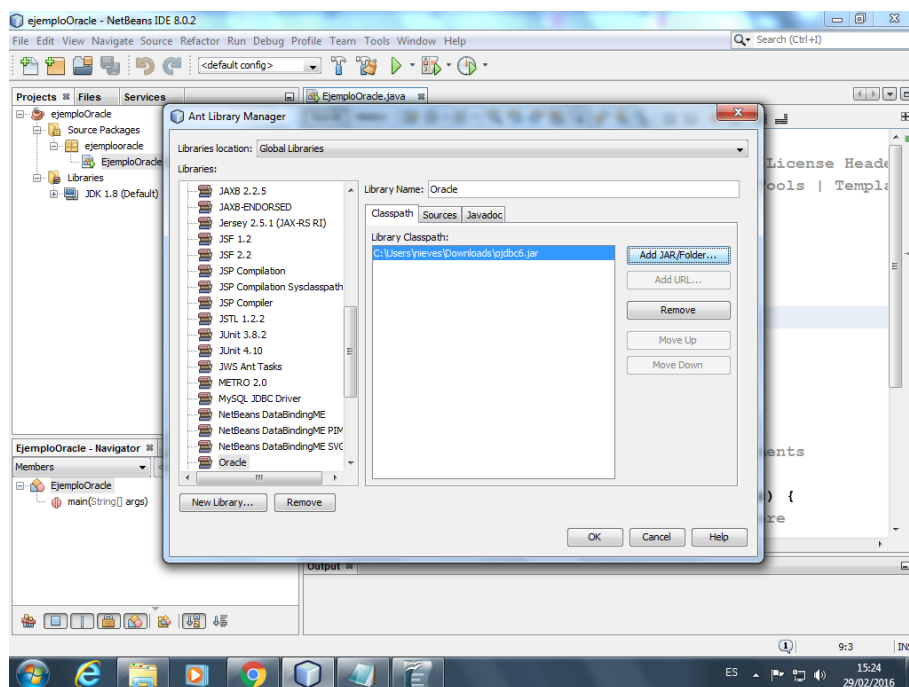 ejemploOracle - NetBeans IDE 8.0.2
File Edit View Navigate Source Refactor Run Debug Profile Team Tools Window Help
Search (Ctrl+I)
<default config>
Projects Files Services
EjemploOracle.java
ejemploOracle
Source Packages
ejemplooracle
EjemploOracle
Libraries
JDK 1.8 (Default)
License Heade
ools | Templa
ents
) {
re
Ant Library Manager
Libraries location: Global Libraries
Libraries:
JAXB 2.2.5
JAXB-ENDORSED
Jersey 2.5.1 (JAX-RS RI)
JSF 1.2
JSF 2.2
JSP Compilation
JSP Compilation Sysclasspath
JSP Compiler
JSTL 1.2.2
JUnit 3.8.2
JUnit 4.10
JWS Ant Tasks
METRO 2.0
MySQL JDBC Driver
NetBeans DataBindingME
NetBeans DataBindingME PIM
NetBeans DataBindingME SVG
Oracle
New Library... Remove
Library Name: Oracle
Classpath Sources Javadoc
Library Classpath:
C:\Users\nieves\Downloads\ojdbc6.jar
Add JAR/Folder...
Add URL...
Remove
Move Up
Move Down
OK Cancel Help
EjemploOracle - Navigator
Members
EjemploOracle
main(String[] args)
Output
1
9:3
INS
ES
15:24
29/02/2016